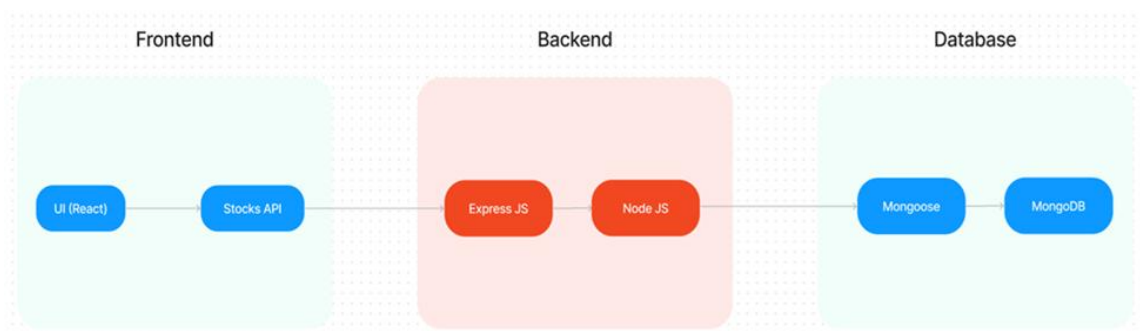 Frontend
Backend
Database
UI (React)
Stocks API
Express JS
Node JS
Mongoose
MongoDB